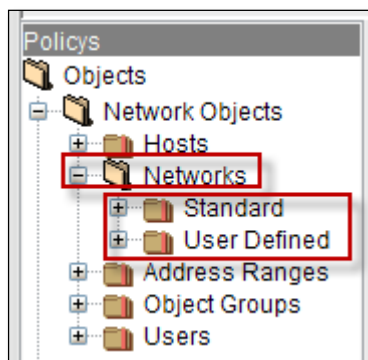 Policys
Objects
Network Objects
Hosts
Networks
Standard
User Defined
Address Ranges
Object Groups
Users